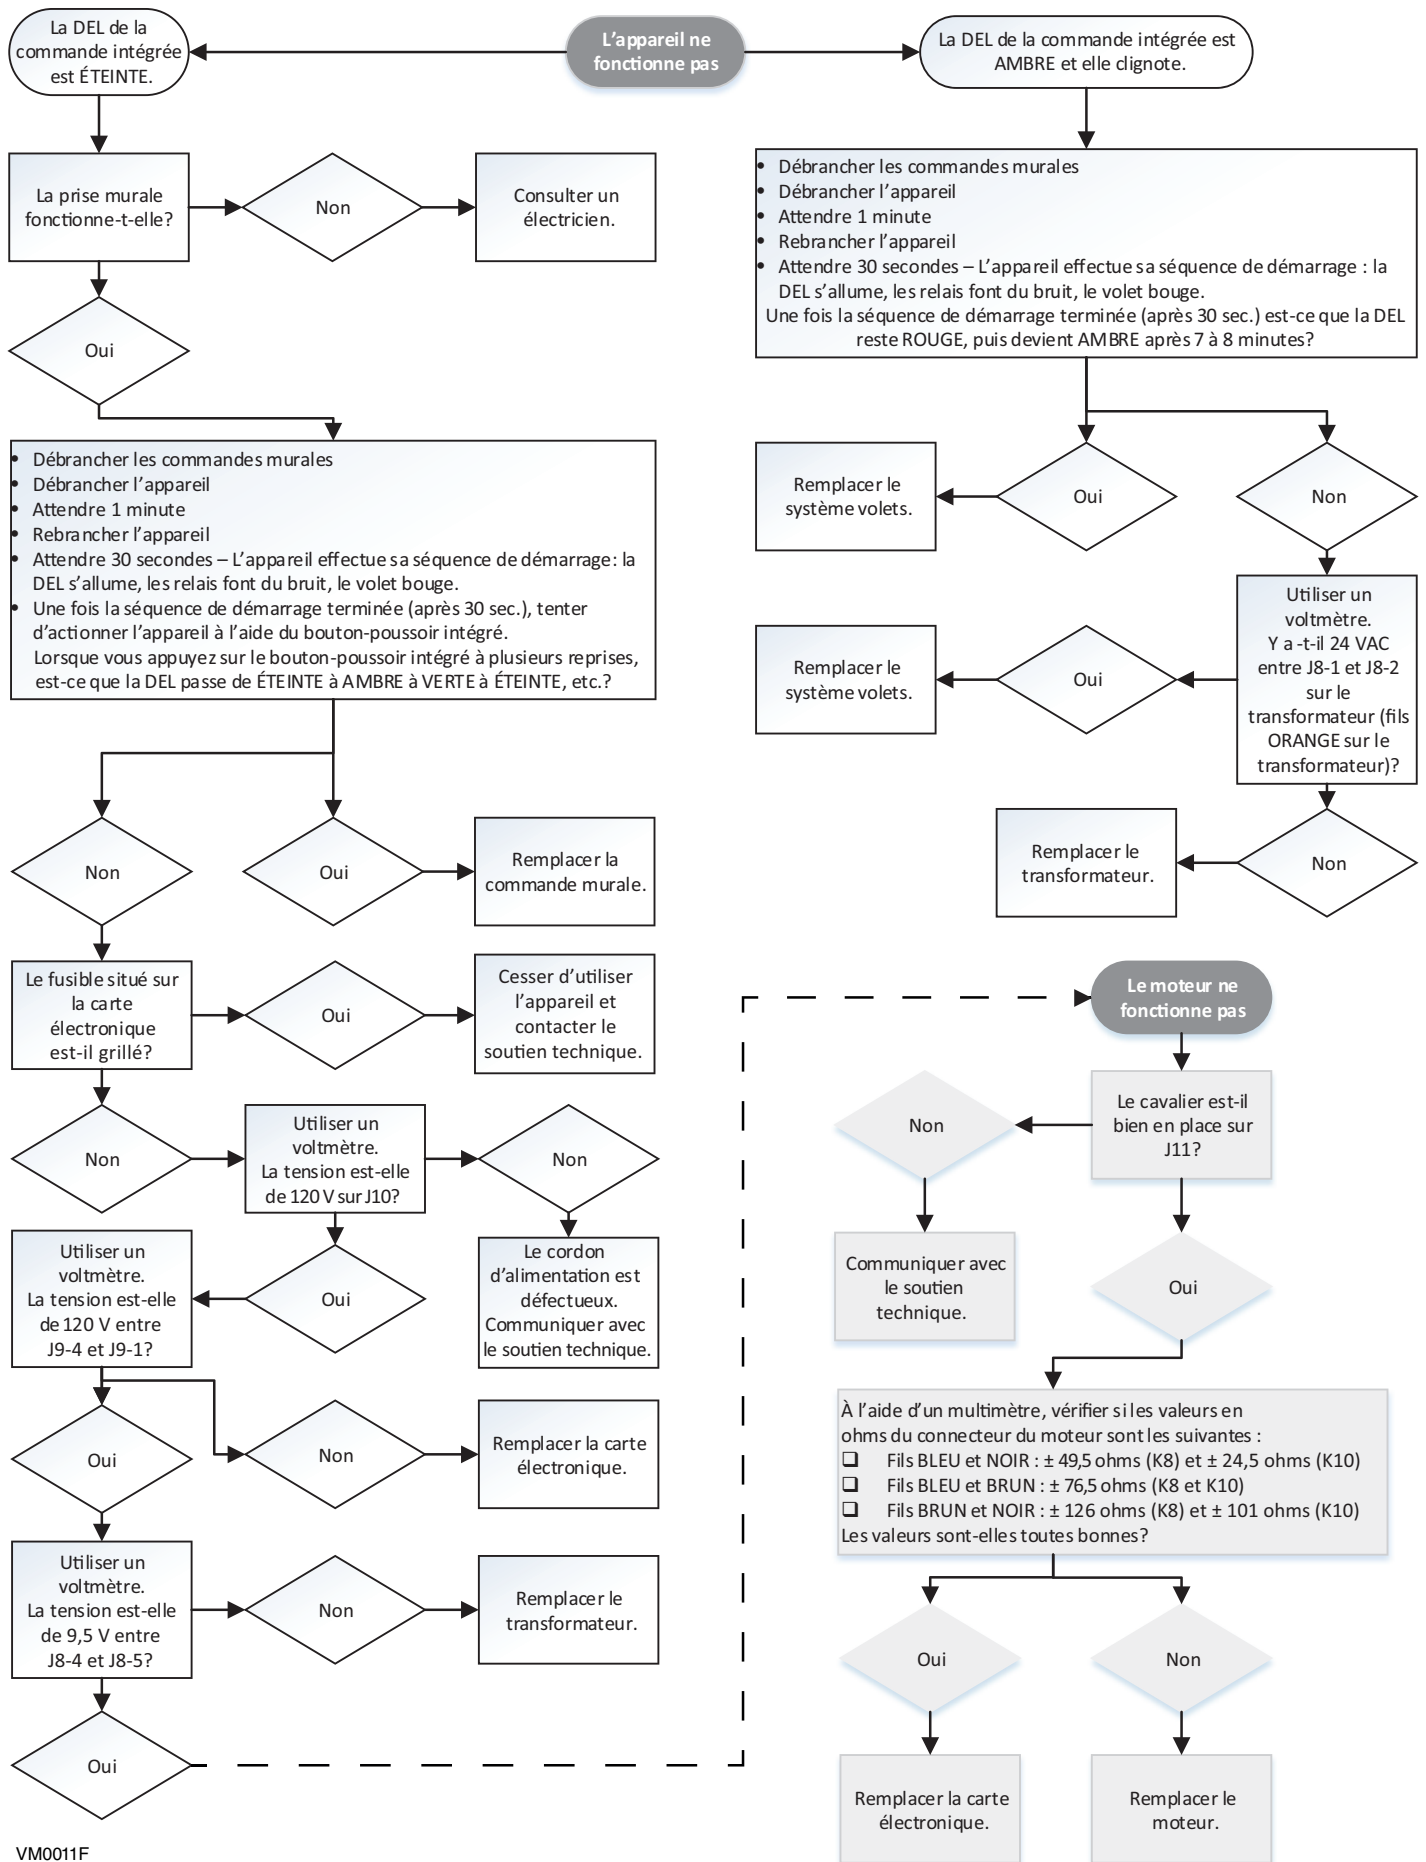 La DEL de la
commande intégrée
est ÉTEINTE.
L'appareil ne
fonctionne pas
La DEL de la commande intégrée est
AMBRE et elle clignote.
La prise murale
fonctionne-t-elle?
Non
Consulter un
électricien.
Oui
• Débrancher les commandes murales
• Débrancher l'appareil
• Attendre 1 minute
• Rebrancher l'appareil
• Attendre 30 secondes – L'appareil effectue sa séquence de démarrage: la
DEL s'allume, les relais font du bruit, le volet bouge.
• Une fois la séquence de démarrage terminée (après 30 sec.), tenter
d'actionner l'appareil à l'aide du bouton-poussoir intégré.
Lorsque vous appuyez sur le bouton-poussoir intégré à plusieurs reprises,
est-ce que la DEL passe de ÉTEINTE à AMBRE à VERTE à ÉTEINTE, etc.?
Non
Oui
Remplacer la
commande murale.
Le fusible situé sur
la carte
électronique
est-il grillé?
Oui
Cesser d'utiliser
l'appareil et
contacter le
soutien technique.
Non
Utiliser un
voltmètre.
La tension est-elle
de 120 V sur J10?
Non
Le cordon
d'alimentation est
défectueux.
Communiquer avec
le soutien technique.
Oui
Utiliser un
voltmètre.
La tension est-elle
de 120 V entre
J9-4 et J9-1?
Oui
Non
Remplacer la carte
électronique.
Utiliser un
voltmètre.
La tension est-elle
de 9,5 V entre
J8-4 et J8-5?
Non
Remplacer le
transformateur.
Oui
• Débrancher les commandes murales
• Débrancher l'appareil
• Attendre 1 minute
• Rebrancher l'appareil
• Attendre 30 secondes – L'appareil effectue sa séquence de démarrage : la
DEL s'allume, les relais font du bruit, le volet bouge.
Une fois la séquence de démarrage terminée (après 30 sec.) est-ce que la DEL
reste ROUGE, puis devient AMBRE après 7 à 8 minutes?
Remplacer le
système volets.
Oui
Non
Utiliser un
voltmètre.
Y a -t-il 24 VAC
entre J8-1 et J8-2
sur le
transformateur (fils
ORANGE sur le
transformateur)?
Oui
Remplacer le
système volets.
Non
Remplacer le
transformateur.
Le moteur ne
fonctionne pas
Le cavalier est-il
bien en place sur
J11?
Non
Communiquer avec
le soutien
technique.
Oui
À l'aide d'un multimètre, vérifier si les valeurs en
ohms du connecteur du moteur sont les suivantes :
❑ Fils BLEU et NOIR : ± 49,5 ohms (K8) et ± 24,5 ohms (K10)
❑ Fils BLEU et BRUN : ± 76,5 ohms (K8 et K10)
❑ Fils BRUN et NOIR : ± 126 ohms (K8) et ± 101 ohms (K10)
Les valeurs sont-elles toutes bonnes?
Oui
Non
Remplacer la carte
électronique.
Remplacer le
moteur.
VM0011F